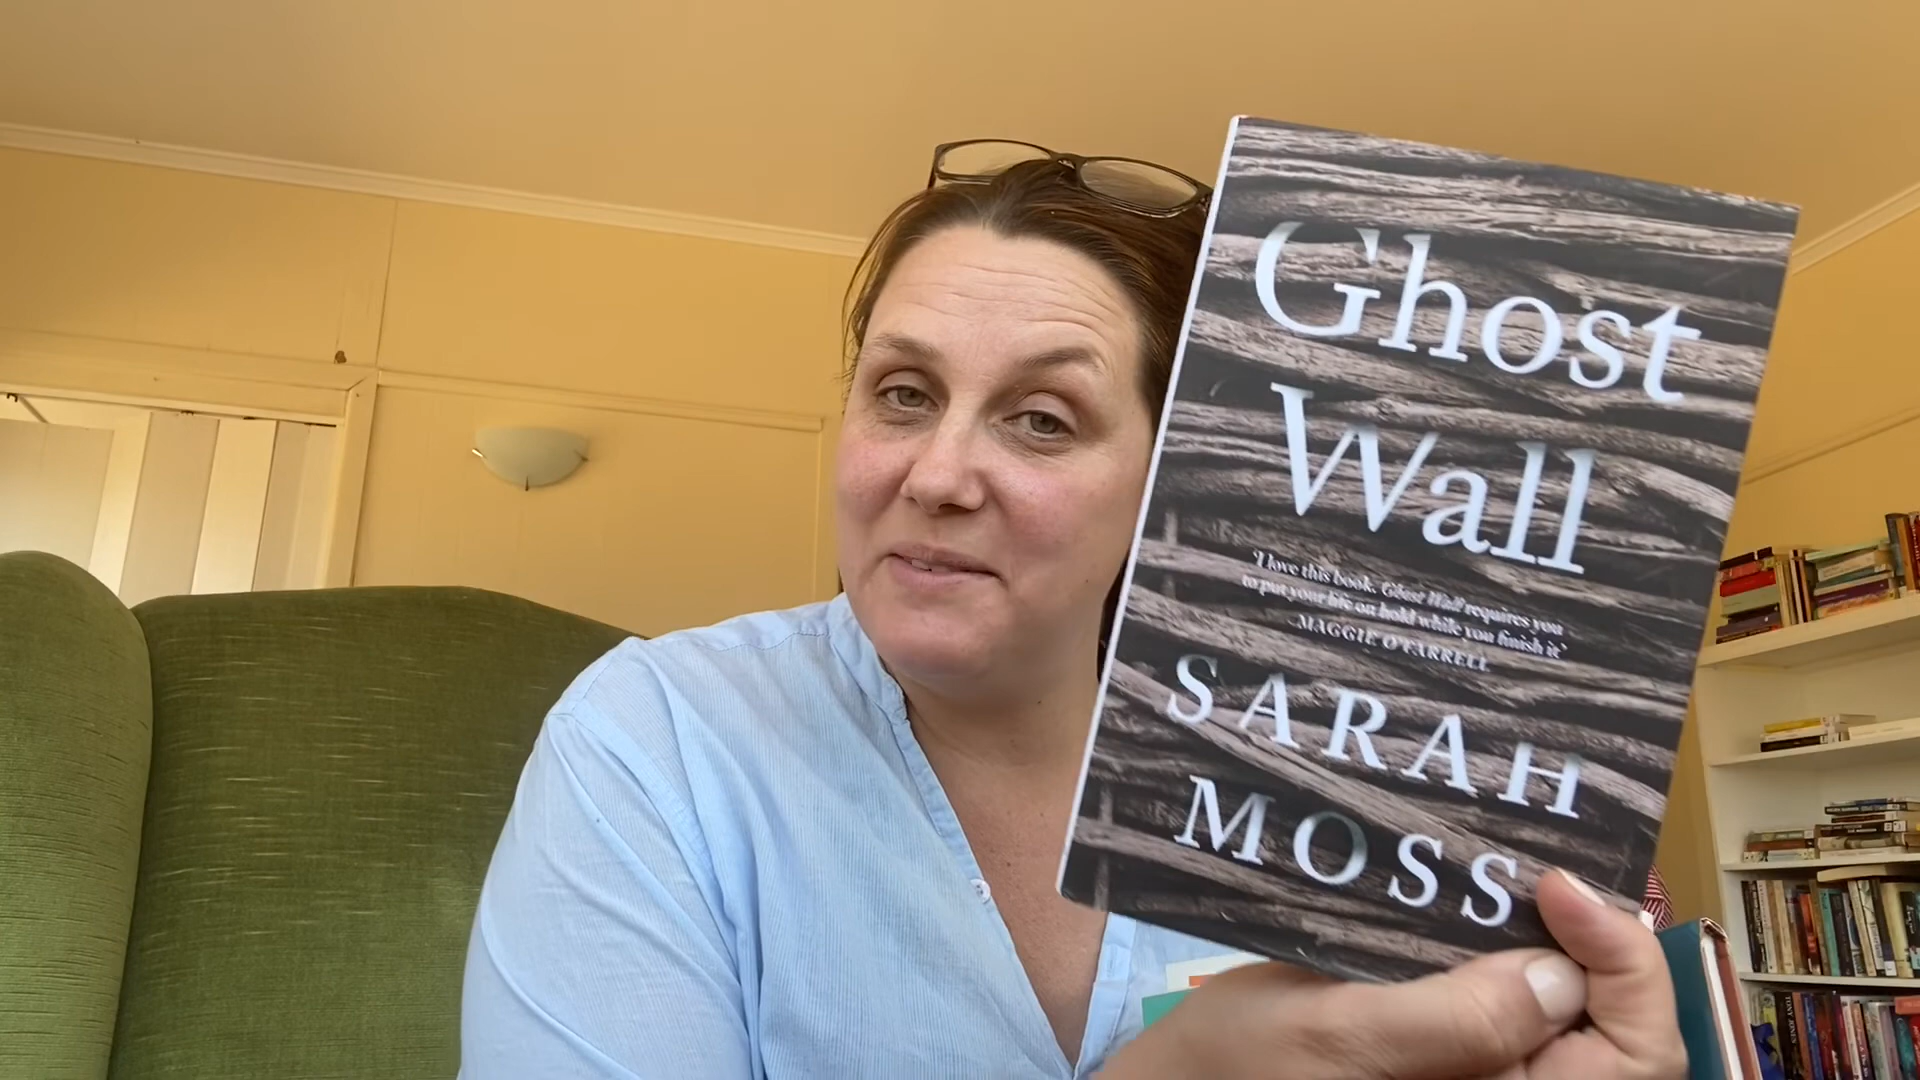 Ghost
Wall
'I love this book. Ghost Wall requires you
to put your life on hold while you finish it'
MAGGIE O'FARRELL
SARAH
MOSS